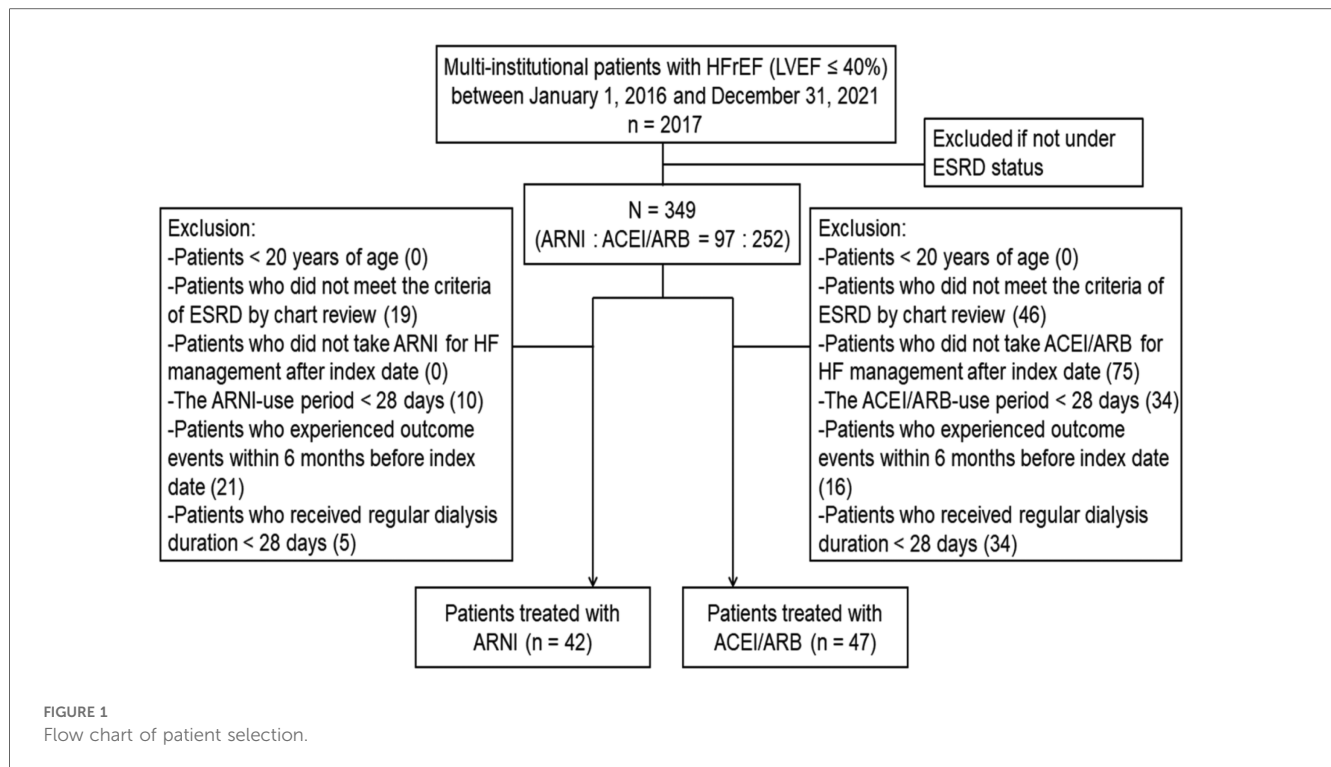 Multi-institutional patients with HFrEF (LVEF ≤ 40%)
between January 1, 2016 and December 31, 2021
n = 2017
Excluded if not under
ESRD status
N = 349
(ARNI : ACEI/ARB = 97 : 252)
Exclusion:
-Patients < 20 years of age (0)
-Patients who did not meet the criteria
of ESRD by chart review (19)
-Patients who did not take ARNI for HF
management after index date (0)
-The ARNI-use period < 28 days (10)
-Patients who experienced outcome
events within 6 months before index
date (21)
-Patients who received regular dialysis
duration < 28 days (5)
Exclusion:
-Patients < 20 years of age (0)
-Patients who did not meet the criteria of
ESRD by chart review (46)
-Patients who did not take ACEI/ARB for
HF management after index date (75)
-The ACEI/ARB-use period < 28 days (34)
-Patients who experienced outcome
events within 6 months before index date
(16)
-Patients who received regular dialysis
duration < 28 days (34)
Patients treated with
ARNI (n = 42)
Patients treated with
ACEI/ARB (n = 47)
FIGURE 1
Flow chart of patient selection.